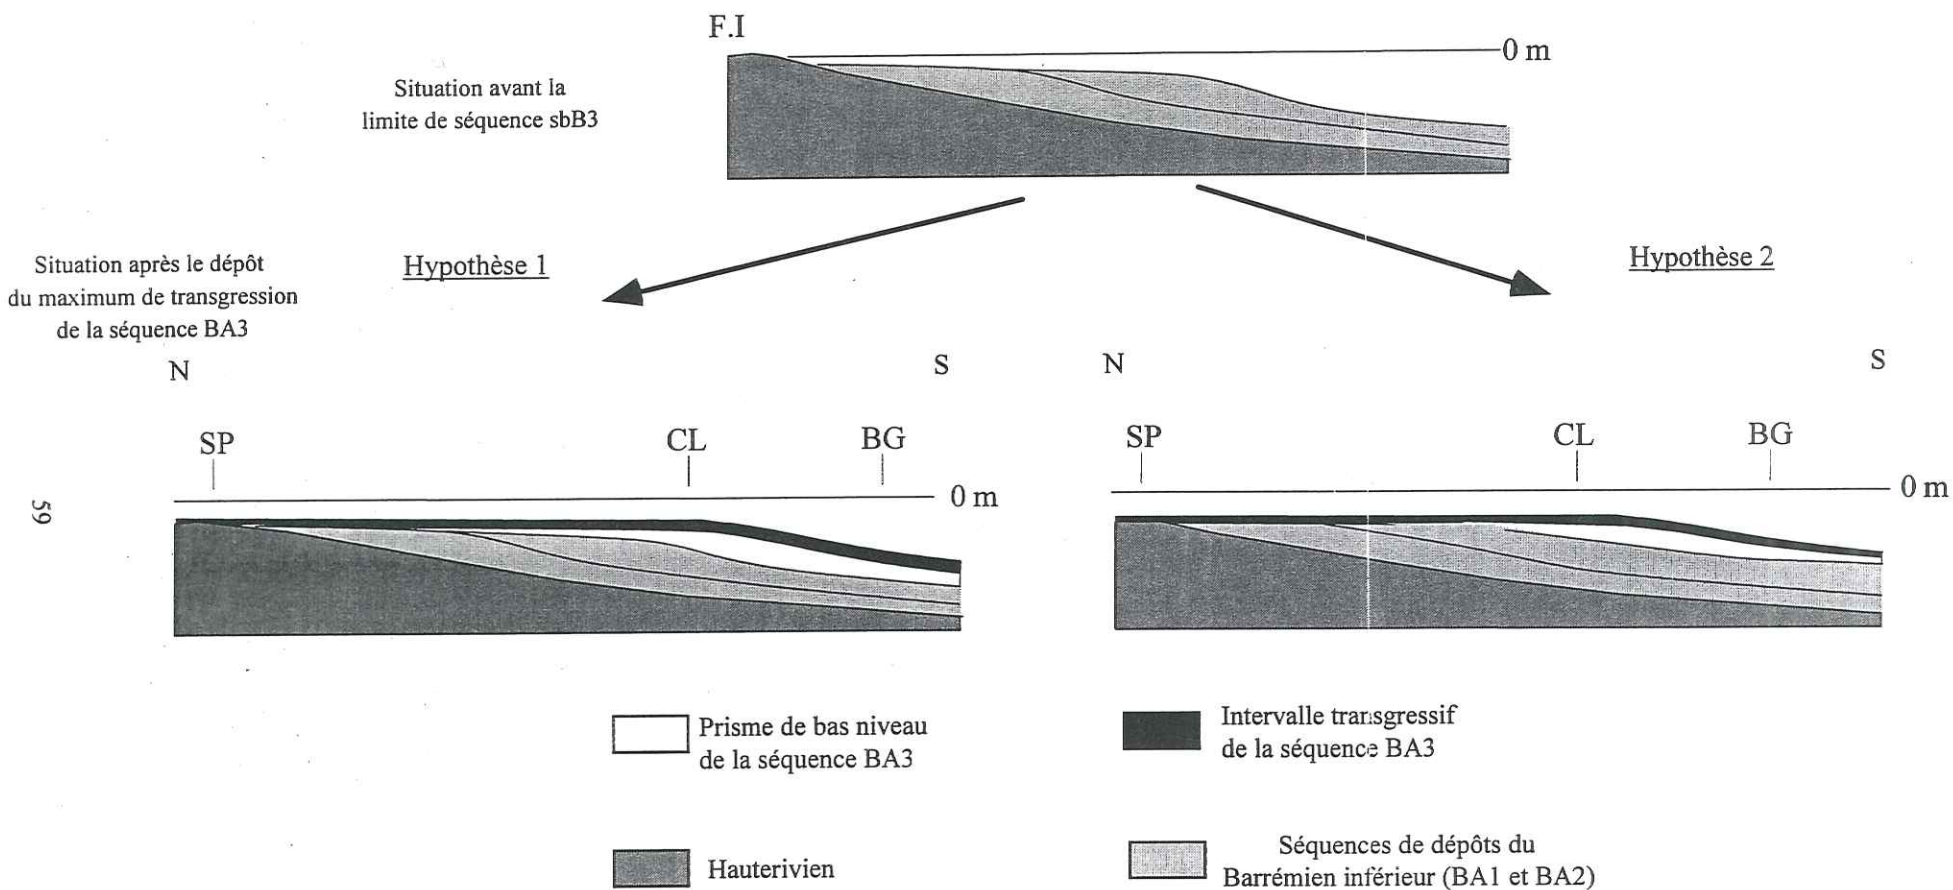 F.I
0 m
Situation avant la
limite de séquence sbB3
Situation après le dépôt
du maximum de transgression
de la séquence BA3
Hypothèse 1
Hypothèse 2
N
S
N
S
SP
CL
BG
SP
CL
BG
0 m
0 m
59
Prisme de bas niveau
de la séquence BA3
Intervalle transgressif
de la séquence BA3
Hauterivien
Séquences de dépôts du
Barrémien inférieur (BA1 et BA2)